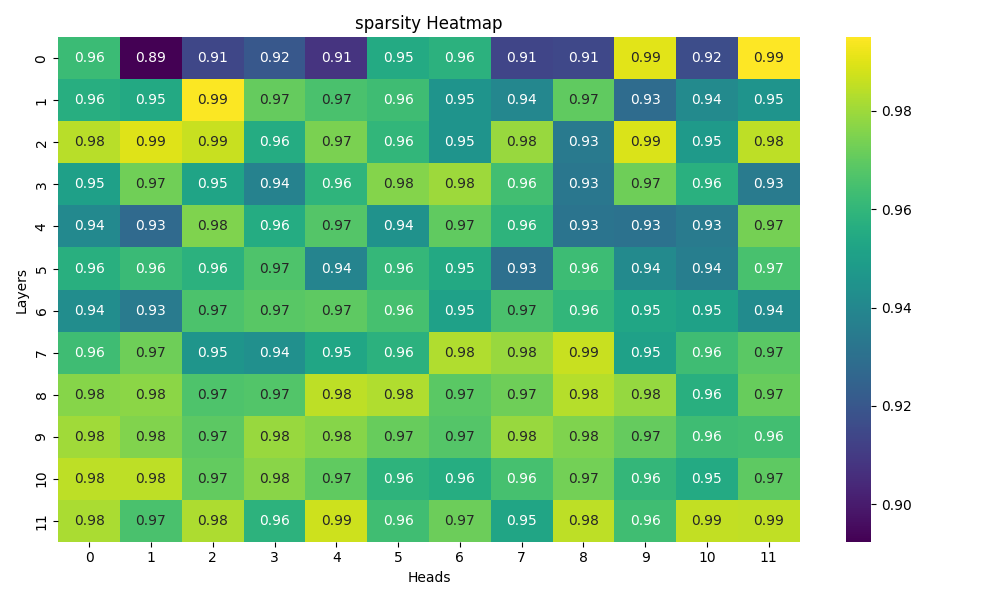 sparsity Heatmap
0 0.96 0.89 0.91 0.92 0.91 0.95 0.96 0.91 0.91 0.99 0.92 0.99
1 0.96 0.95 0.99 0.97 0.97 0.96 0.95 0.94 0.97 0.93 0.94 0.95
2 0.98 0.99 0.99 0.96 0.97 0.96 0.95 0.98 0.93 0.99 0.95 0.98
3 0.95 0.97 0.95 0.94 0.96 0.98 0.98 0.96 0.93 0.97 0.96 0.93
4 0.94 0.93 0.98 0.96 0.97 0.94 0.97 0.96 0.93 0.93 0.93 0.97
5 0.96 0.96 0.96 0.97 0.94 0.96 0.95 0.93 0.96 0.94 0.94 0.97
6 0.94 0.93 0.97 0.97 0.97 0.96 0.95 0.97 0.96 0.95 0.95 0.94
7 0.96 0.97 0.95 0.94 0.95 0.96 0.98 0.98 0.99 0.95 0.96 0.97
8 0.98 0.98 0.97 0.97 0.98 0.98 0.97 0.97 0.98 0.98 0.96 0.97
9 0.98 0.98 0.97 0.98 0.98 0.97 0.97 0.98 0.98 0.97 0.96 0.96
10 0.98 0.98 0.97 0.98 0.97 0.96 0.96 0.96 0.97 0.96 0.95 0.97
11 0.98 0.97 0.98 0.96 0.99 0.96 0.97 0.95 0.98 0.96 0.99 0.99
0 1 2 3 4 5 6 7 8 9 10 11
Heads
Layers
0.98
0.96
0.94
0.92
0.90